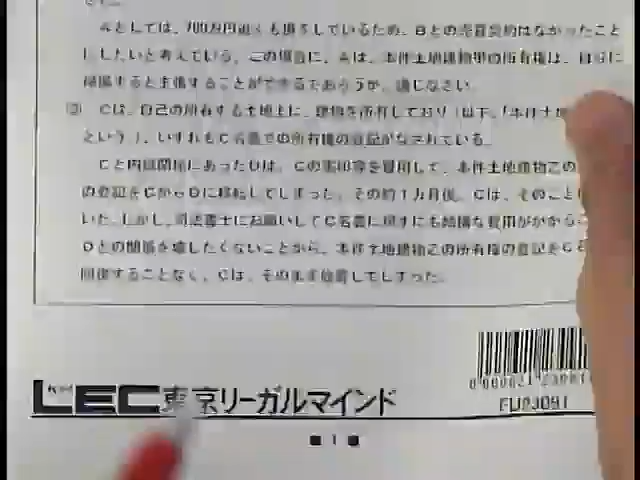 Aとしては、700万円近くも損をしているため、Bとの売買契約はなかったこと
にしたいと考えている。この場合に、Aは、本件土地建物甲の所有権は、自分に
帰属すると主張することができるであろうか。論じなさい。
(2) Cは、自己の所有する土地上に、建物を所有しており(以下、「本件土地
という)、いずれもC名義での所有権の登記がなされている。
Cと内縁関係にあったDは、Cの実印等を冒用して、本件土地建物乙の
の登記をCからDに移転してしまった。その約1カ月後、Cは、そのこと
いた。しかし、司法書士にお願いしてC名義に戻すにも結構な費用がかかる
Dとの関係を壊したくないことから、本件土地建物乙の所有権の登記をC名
回復することなく、Cは、そのまま放置してしまった。
LEC東京リーガルマインド
FU03091
1